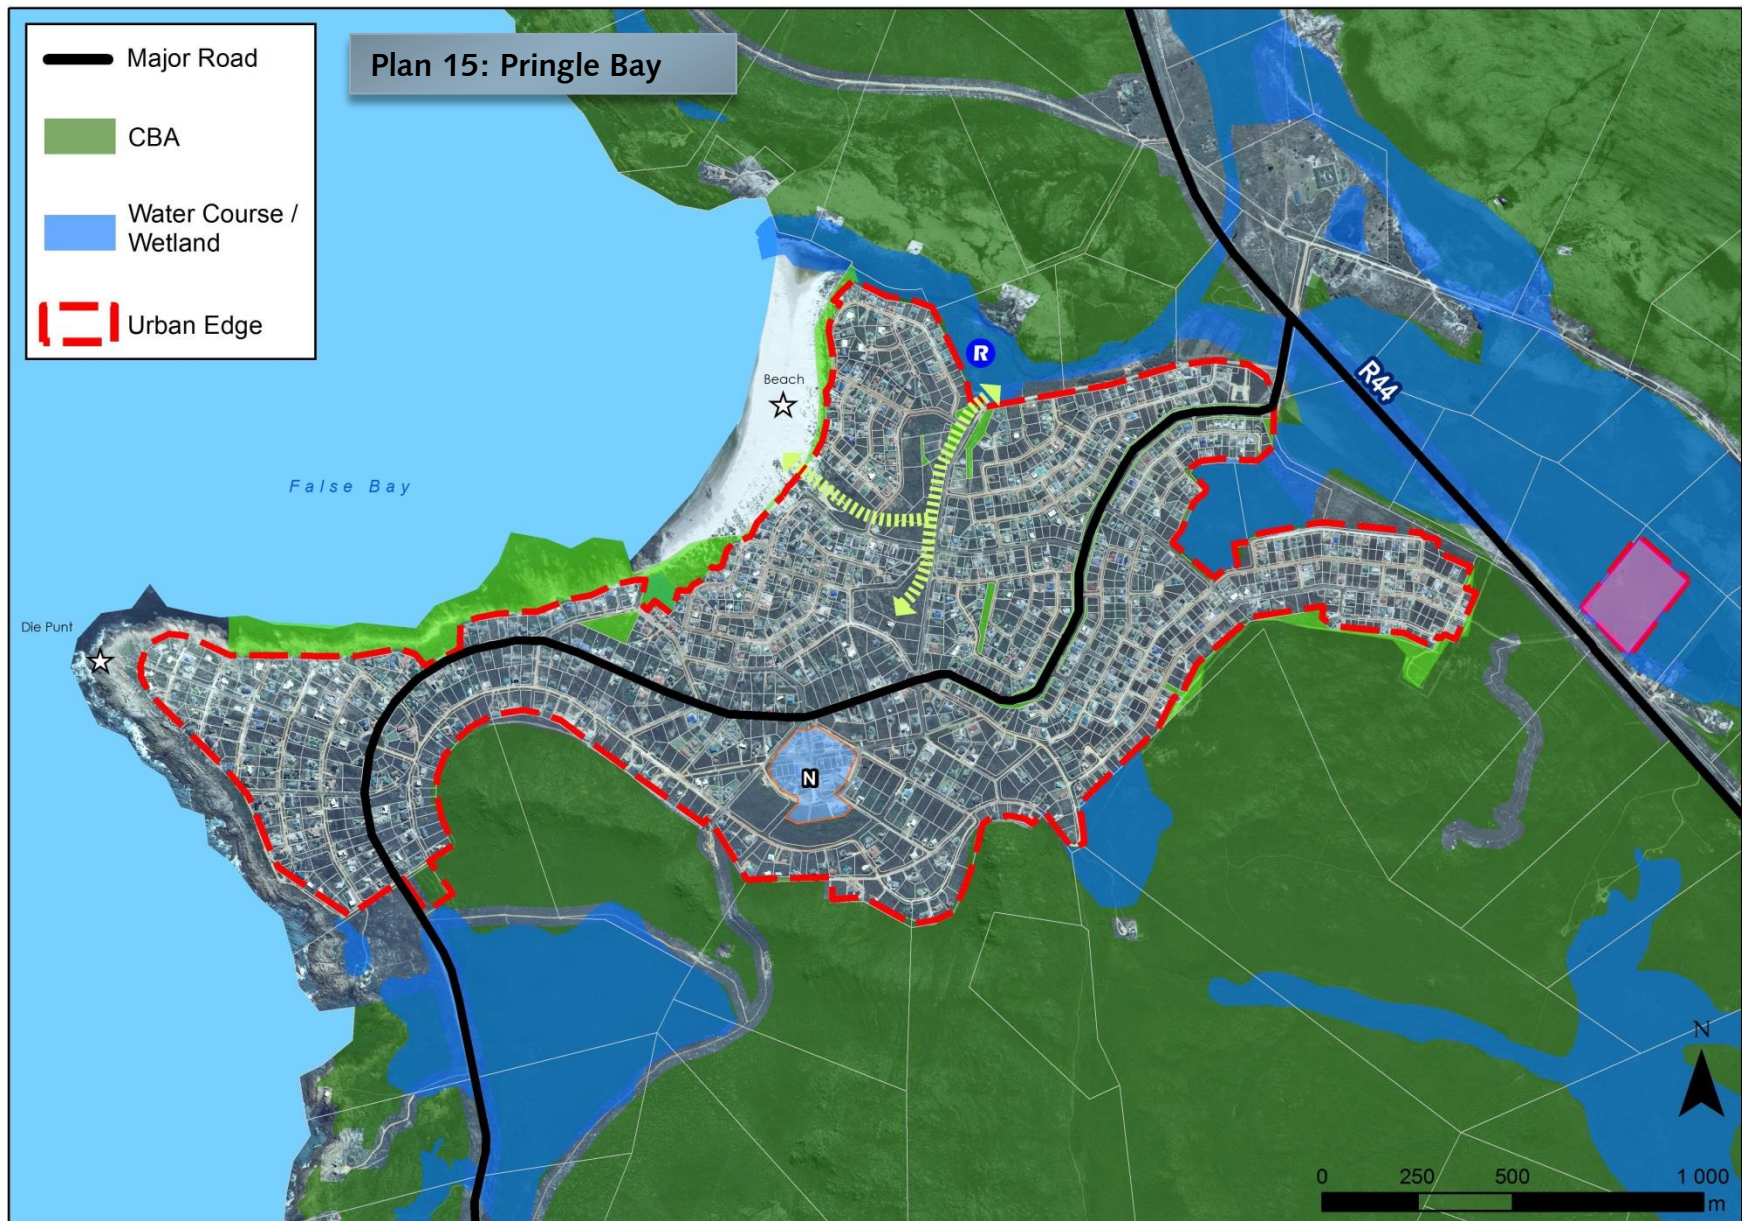 Major Road
CBA
Water Course /
Wetland
Urban Edge
Plan 15: Pringle Bay
R
Beach
R44
False Bay
Die Punt
N
N
0 250 500 1 000
m